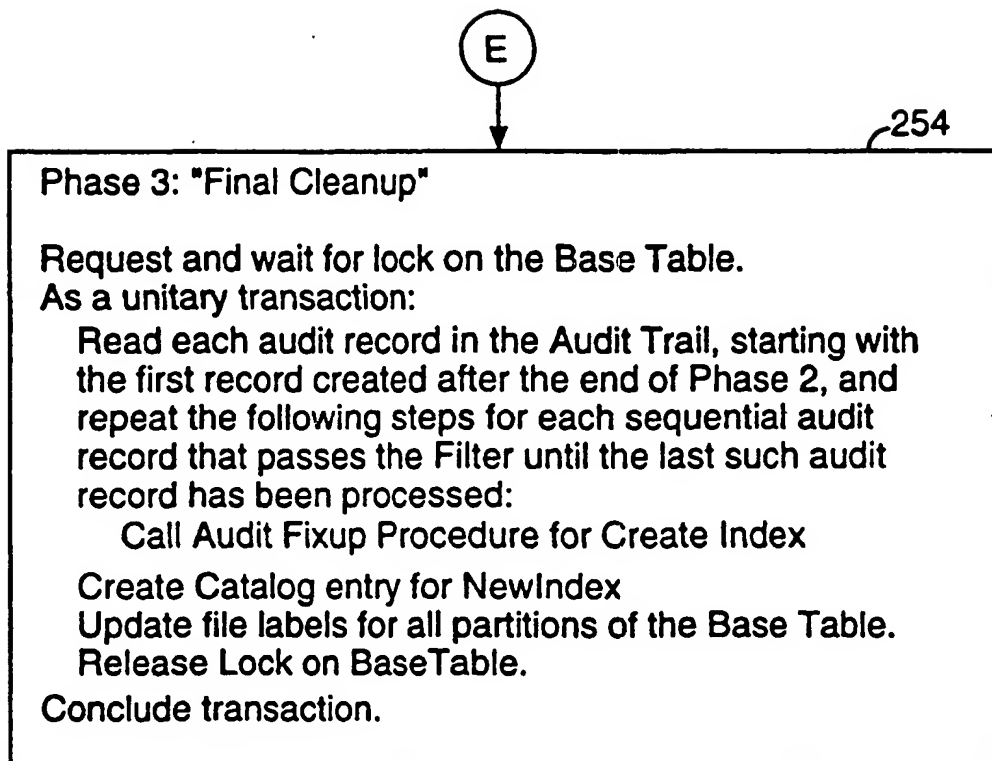 E
254
Phase 3: "Final Cleanup"
Request and wait for lock on the Base Table.
As a unitary transaction:
Read each audit record in the Audit Trail, starting with
the first record created after the end of Phase 2, and
repeat the following steps for each sequential audit
record that passes the Filter until the last such audit
record has been processed:
Call Audit Fixup Procedure for Create Index
Create Catalog entry for NewIndex
Update file labels for all partitions of the Base Table.
Release Lock on BaseTable.
Conclude transaction.